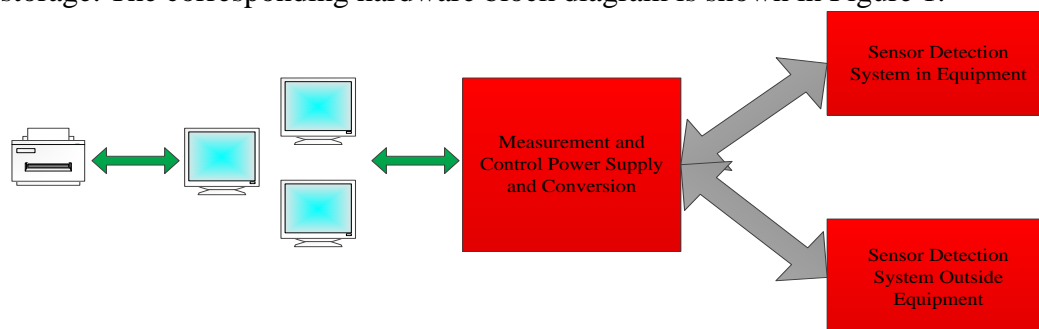 storage. The corresponding hardware block diagram is shown in Figure 1.
Sensor Detection
System in Equipment
Measurement and
Control Power Supply
and Conversion
Sensor Detection
System Outside
Equipment